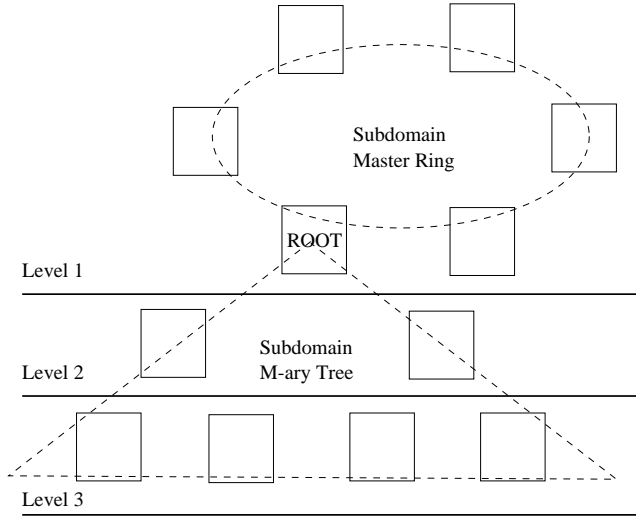 Subdomain
Master Ring
ROOT
Level 1
Subdomain
M-ary Tree
Level 2
Level 3